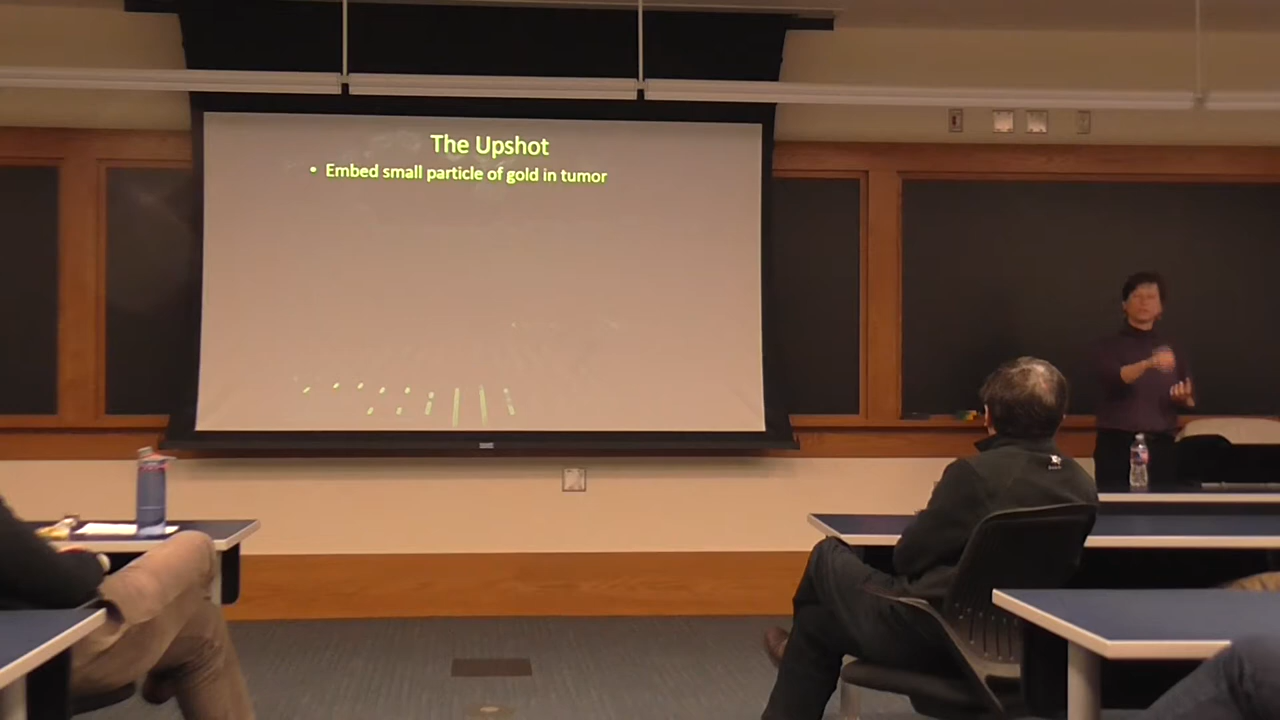 The Upshot
• Embed small particle of gold in tumor